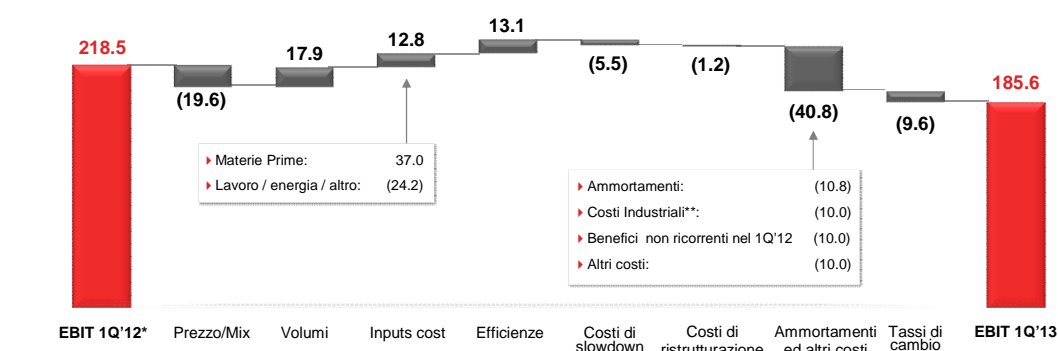 218.5
(19.6)
17.9
12.8
13.1
(5.5)
(1.2)
(40.8)
(9.6)
185.6
Materie Prime: 37.0
Lavoro / energia / altro: (24.2)
Ammortamenti: (10.8)
Costi Industriali**: (10.0)
Benefici non ricorrenti nel 1Q'12 (10.0)
Altri costi: (10.0)
EBIT 1Q'12*
Prezzo/Mix
Volumi
Inputs cost
Efficienze
Costi di
slowdown
Costi di
ristrutturazione
Ammortamenti
ed altri costi
Tassi di
cambio
EBIT 1Q'13